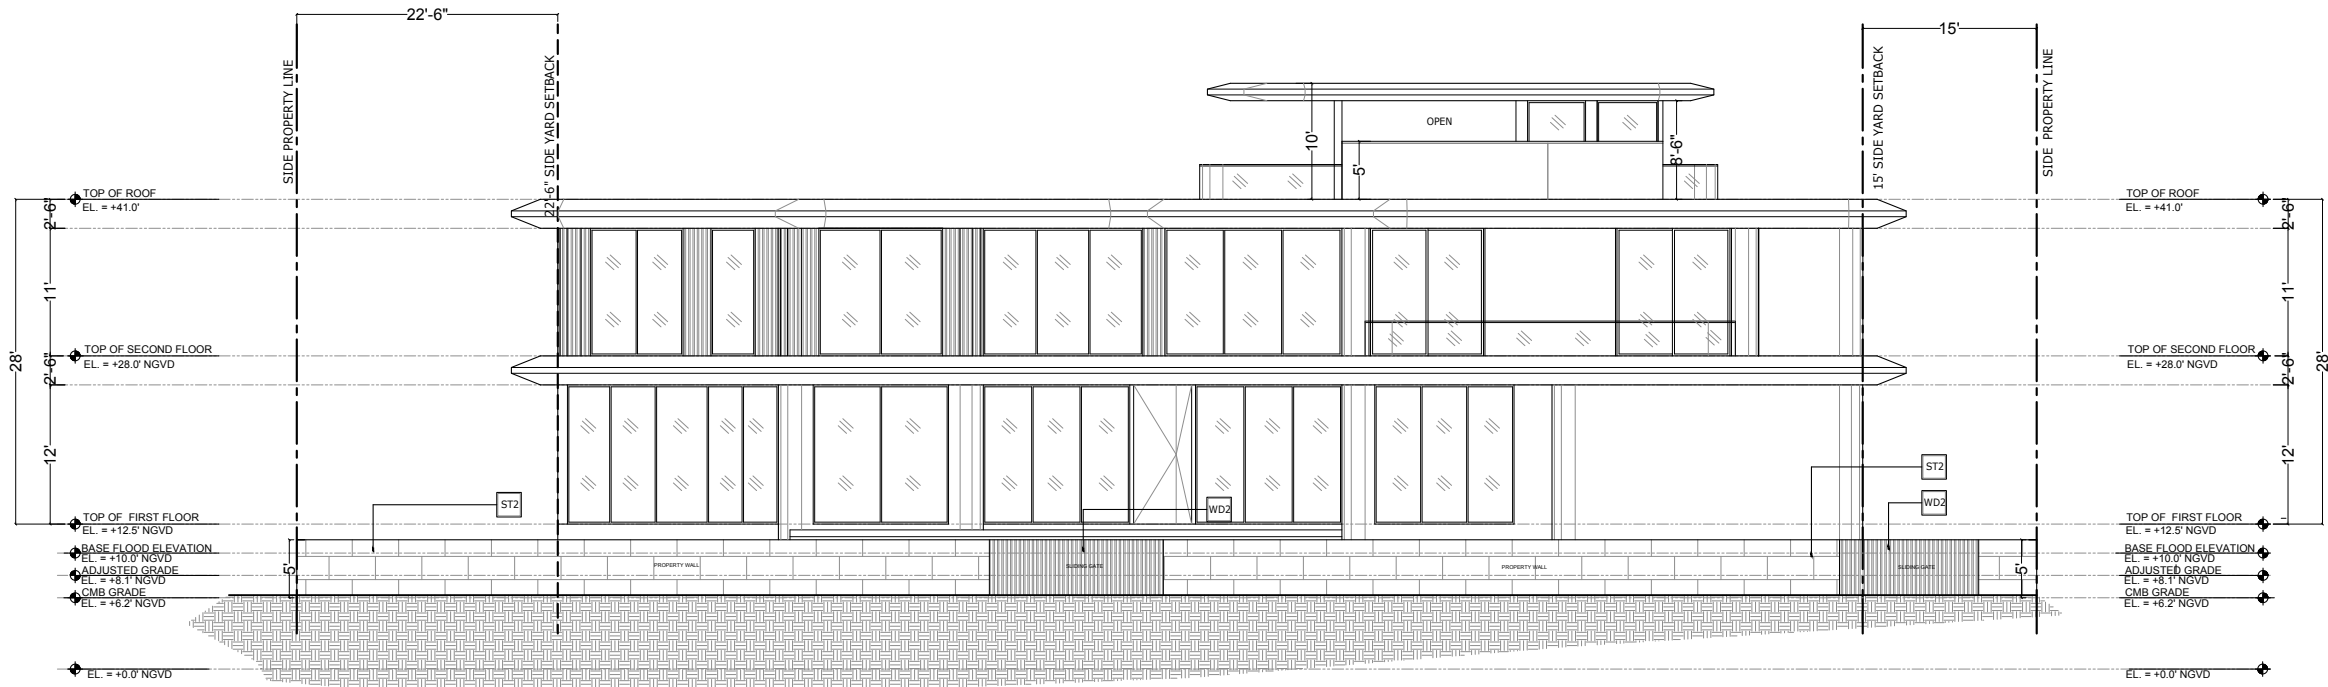 22'-6"
15'
SIDE PROPERTY LINE
22'-6" SIDE YARD SETBACK
15' SIDE YARD SETBACK
SIDE PROPERTY LINE
OPEN
10'
5'
8'-6"
TOP OF ROOF
EL. = +41.0'
TOP OF ROOF
EL. = +41.0'
2'-6"
2'-6"
11'
11'
TOP OF SECOND FLOOR
EL. = +28.0' NGVD
TOP OF SECOND FLOOR
EL. = +28.0' NGVD
28'
28'
2'-6"
2'-6"
12'
12'
ST2
ST2
WD2
WD2
TOP OF FIRST FLOOR
EL. = +12.5' NGVD
TOP OF FIRST FLOOR
EL. = +12.5' NGVD
BASE FLOOD ELEVATION
EL. = +10.0' NGVD
BASE FLOOD ELEVATION
EL. = +10.0' NGVD
5'
PROPERTY WALL
SLIDING GATE
PROPERTY WALL
SLIDING GATE
5'
ADJUSTED GRADE
EL. = +8.1' NGVD
ADJUSTED GRADE
EL. = +8.1' NGVD
CMB GRADE
EL. = +6.2' NGVD
CMB GRADE
EL. = +6.2' NGVD
EL. = +0.0' NGVD
EL. = +0.0' NGVD